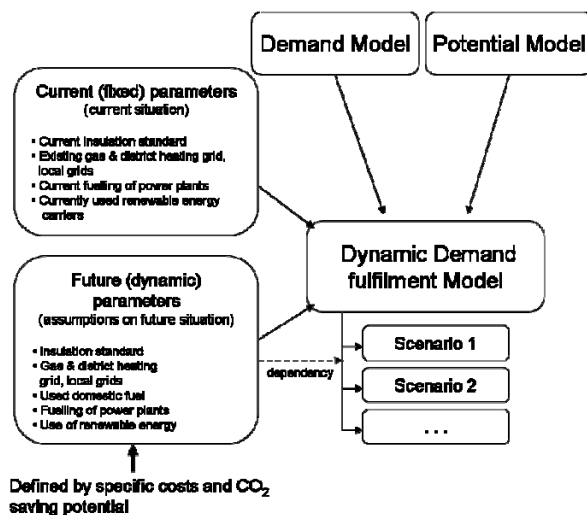 Demand Model
Potential Model
Current (fixed) parameters
(current situation)
• Current insulation standard
• Existing gas & district heating grid,
local grids
• Current fuelling of power plants
• Currently used renewable energy
carriers
Dynamic Demand
fulfilment Model
Future (dynamic)
parameters
(assumptions on future situation)
• Insulation standard
• Gas & district heating
grid, local grids
• Used domestic fuel
• Fuelling of power plants
• Use of renewable energy
dependency
Scenario 1
Scenario 2
...
Defined by specific costs and CO₂
saving potential